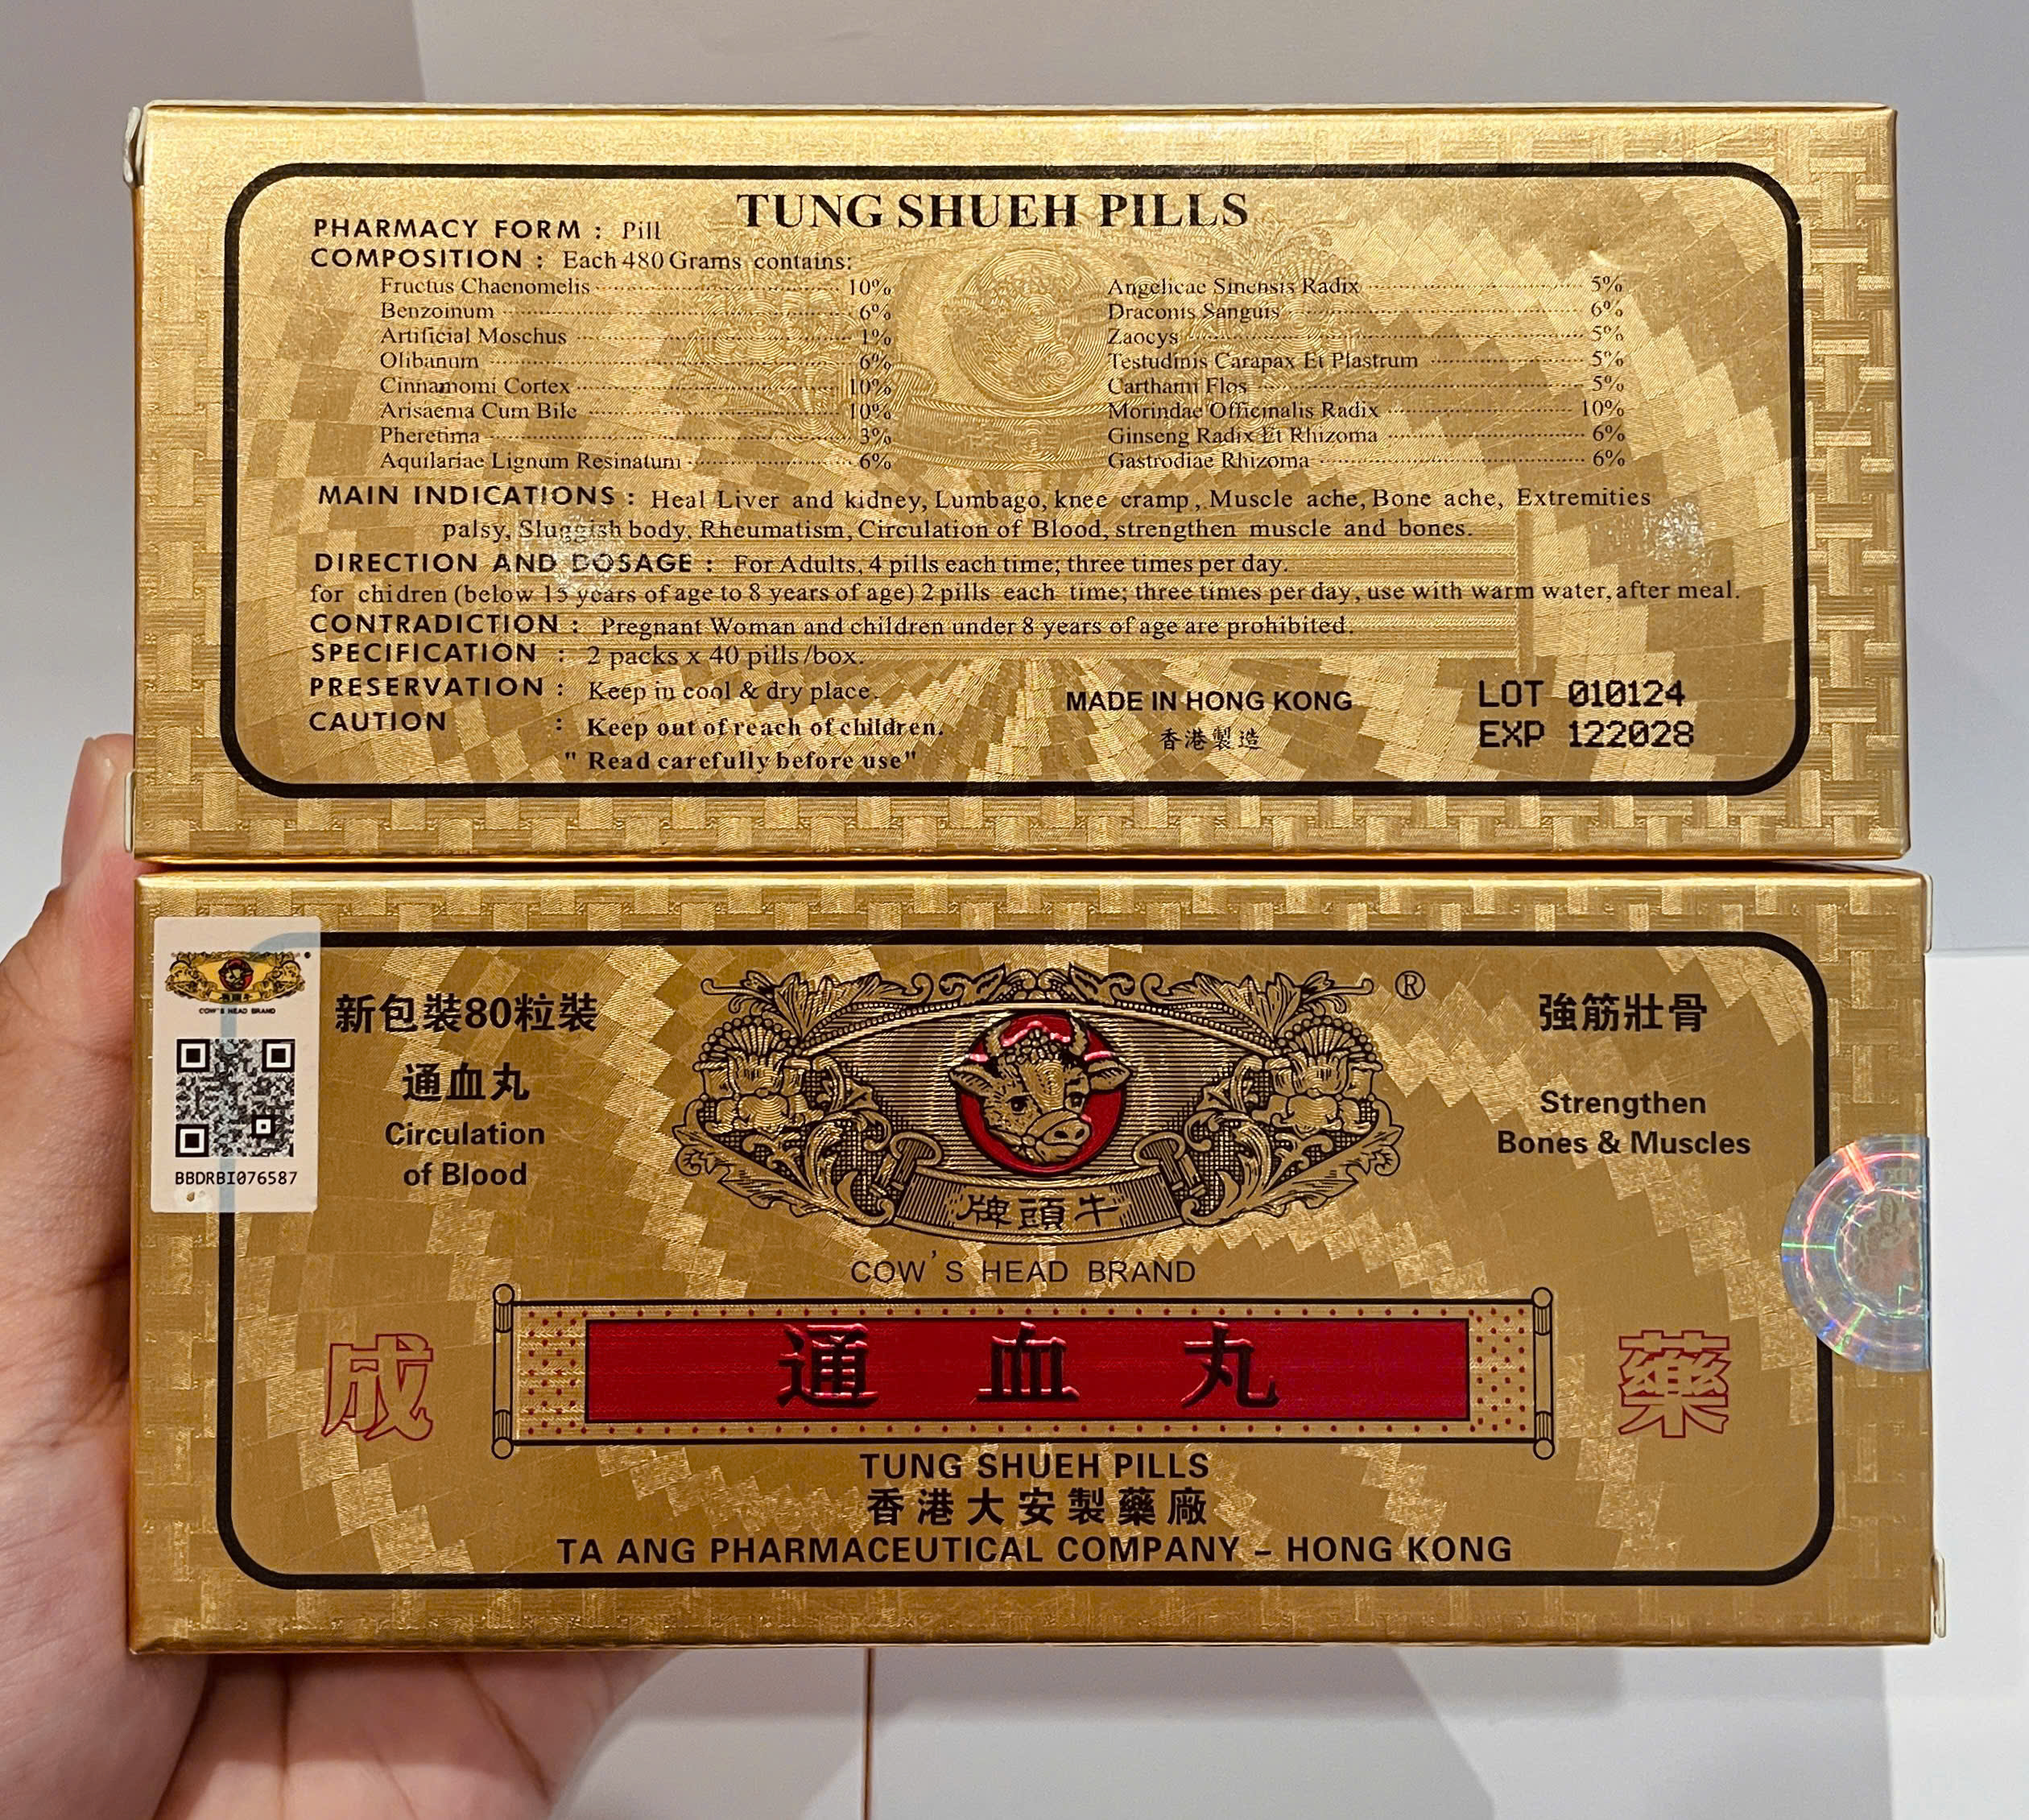 TUNG SHUEH PILLS
PHARMACY FORM : Pill
COMPOSITION : Each 480 Grams contains:
Fructus Chaenomelis 10%
Benzoinum 6%
Artificial Moschus 1%
Olibanum 6%
Cinnamomi Cortex 10%
Arisaema Cum Bile 10%
Pheretima 3%
Aquilariae Lignum Resinatum 6%
Angelicae Sinensis Radix 5%
Draconis Sanguis 6%
Zaocys 5%
Testudinis Carapax Et Plastrum 5%
Carthami Flos 5%
Morindae Officinalis Radix 10%
Ginseng Radix Et Rhizoma 6%
Gastrodiae Rhizoma 6%
MAIN INDICATIONS : Heal Liver and kidney, Lumbago, knee cramp, Muscle ache, Bone ache, Extremities
palsy, Sluggish body, Rheumatism, Circulation of Blood, strengthen muscle and bones.
DIRECTION AND DOSAGE : For Adults, 4 pills each time; three times per day.
for chidren (below 15 years of age to 8 years of age) 2 pills each time; three times per day, use with warm water, after meal.
CONTRADICTION : Pregnant Woman and children under 8 years of age are prohibited.
SPECIFICATION : 2 packs x 40 pills/box.
PRESERVATION : Keep in cool & dry place.
CAUTION : Keep out of reach of children.
" Read carefully before use"
MADE IN HONG KONG
香港製造
LOT 010124
EXP 122028
COW'S HEAD BRAND
BBDRBI076587
新包裝80粒裝
通血丸
Circulation
of Blood
®
牌頭牛
COW'S HEAD BRAND
強筋壯骨
Strengthen
Bones & Muscles
成
通血丸
藥
TUNG SHUEH PILLS
香港大安製藥廠
TA ANG PHARMACEUTICAL COMPANY – HONG KONG